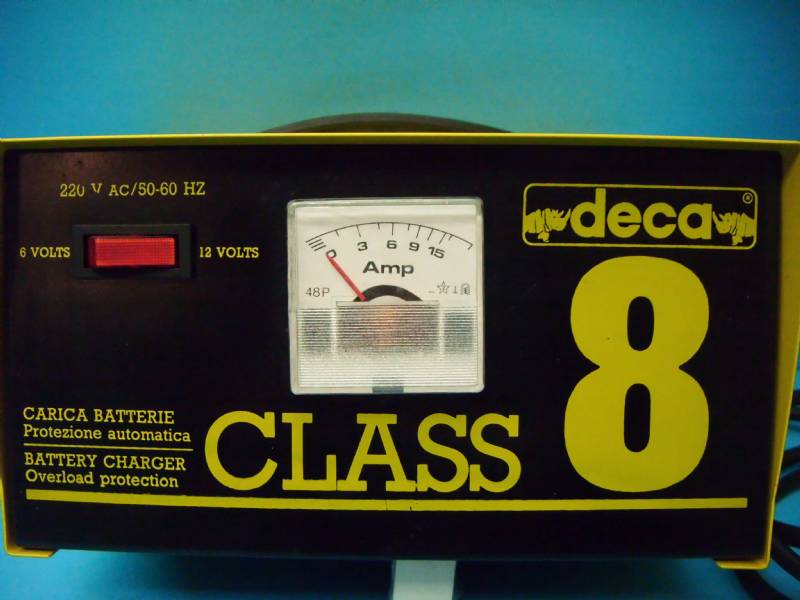 220 V AC/50-60 HZ
6 VOLTS
12 VOLTS
0 3 6 9 15
Amp
48P
deca®
8
CARICA BATTERIE
Protezione automatica
BATTERY CHARGER
Overload protection
CLASS